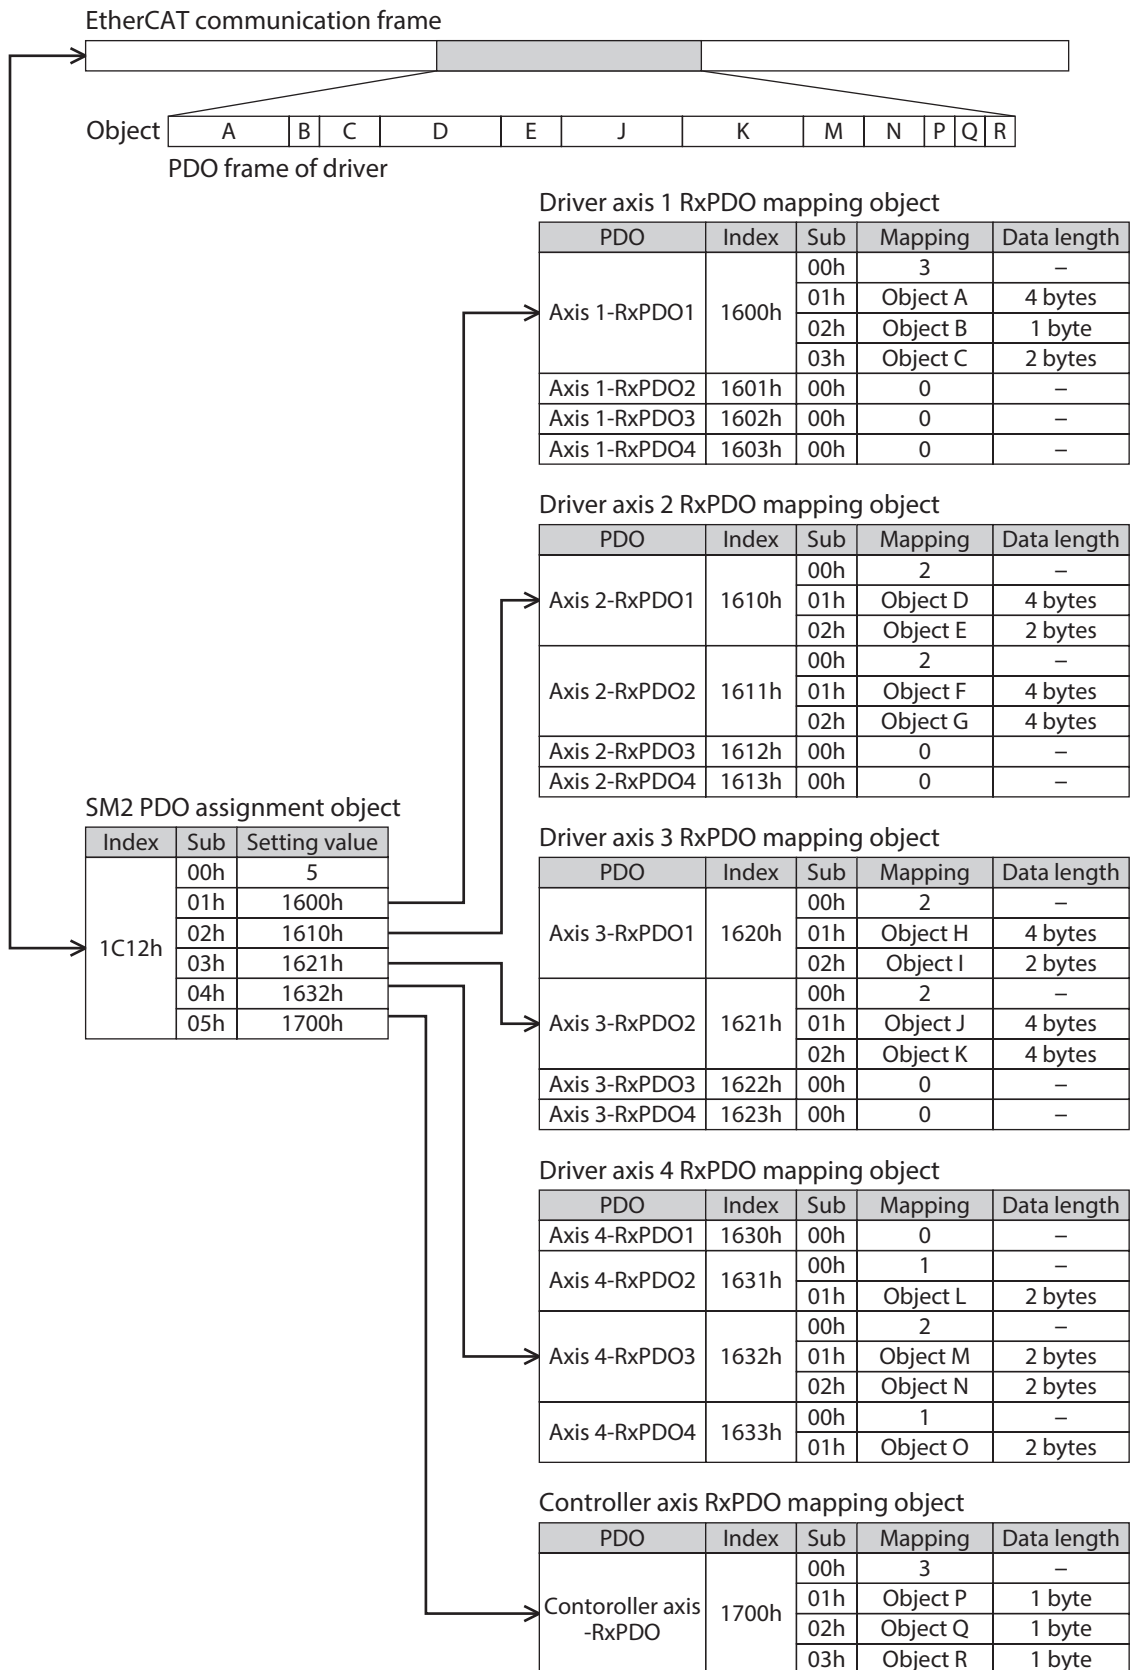 EtherCAT communication frame
Object A B C D E J K M N P Q R
PDO frame of driver
Driver axis 1 RxPDO mapping object
PDO Index Sub Mapping Data length
00h 3 –
Axis 1-RxPDO1 1600h 01h Object A 4 bytes
02h Object B 1 byte
03h Object C 2 bytes
Axis 1-RxPDO2 1601h 00h 0 –
Axis 1-RxPDO3 1602h 00h 0 –
Axis 1-RxPDO4 1603h 00h 0 –
Driver axis 2 RxPDO mapping object
PDO Index Sub Mapping Data length
00h 2 –
Axis 2-RxPDO1 1610h 01h Object D 4 bytes
02h Object E 2 bytes
00h 2 –
Axis 2-RxPDO2 1611h 01h Object F 4 bytes
02h Object G 4 bytes
Axis 2-RxPDO3 1612h 00h 0 –
Axis 2-RxPDO4 1613h 00h 0 –
SM2 PDO assignment object
Index Sub Setting value
00h 5
01h 1600h
1C12h 02h 1610h
03h 1621h
04h 1632h
05h 1700h
Driver axis 3 RxPDO mapping object
PDO Index Sub Mapping Data length
00h 2 –
Axis 3-RxPDO1 1620h 01h Object H 4 bytes
02h Object I 2 bytes
00h 2 –
Axis 3-RxPDO2 1621h 01h Object J 4 bytes
02h Object K 4 bytes
Axis 3-RxPDO3 1622h 00h 0 –
Axis 3-RxPDO4 1623h 00h 0 –
Driver axis 4 RxPDO mapping object
PDO Index Sub Mapping Data length
Axis 4-RxPDO1 1630h 00h 0 –
Axis 4-RxPDO2 1631h 00h 1 –
01h Object L 2 bytes
00h 2 –
Axis 4-RxPDO3 1632h 01h Object M 2 bytes
02h Object N 2 bytes
Axis 4-RxPDO4 1633h 00h 1 –
01h Object O 2 bytes
Controller axis RxPDO mapping object
PDO Index Sub Mapping Data length
00h 3 –
Contoroller axis 1700h 01h Object P 1 byte
-RxPDO 02h Object Q 1 byte
03h Object R 1 byte